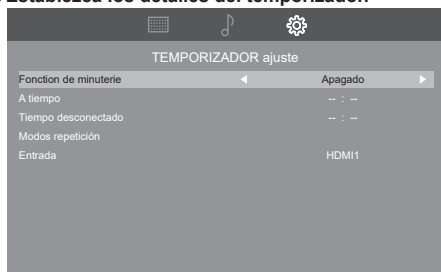 Establezca los detalles del temporizador.
TEMPORIZADOR ajuste
Fonction de minuterie Apagado
A tiempo -- : --
Tiempo desconectado -- : --
Modos repetición
Entrada HDMI1